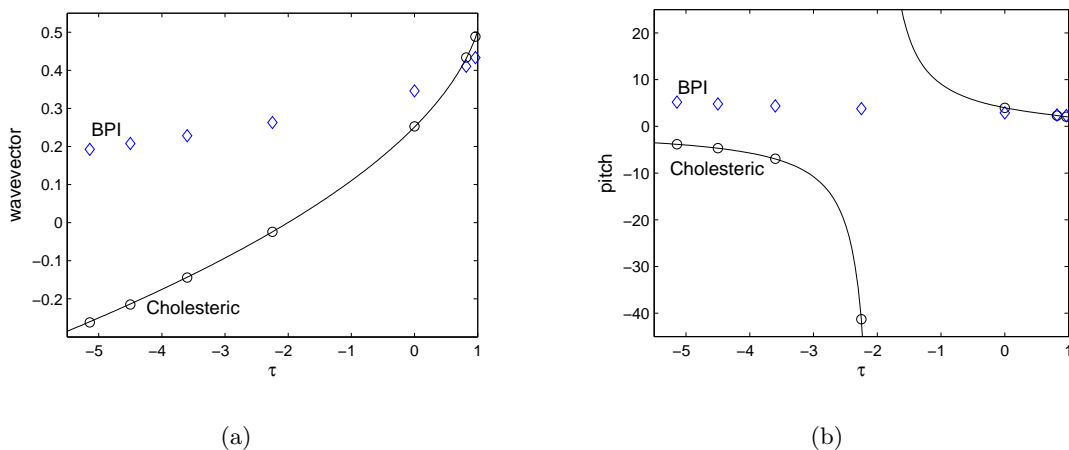 0.5
0.4
0.3
0.2
0.1
0
−0.1
−0.2
wavevector
BPI
Cholesteric
−5 −4 −3 −2 −1 0 1
τ
(a)
20
10
0
−10
−20
−30
−40
pitch
BPI
Cholesteric
−5 −4 −3 −2 −1 0 1
τ
(b)